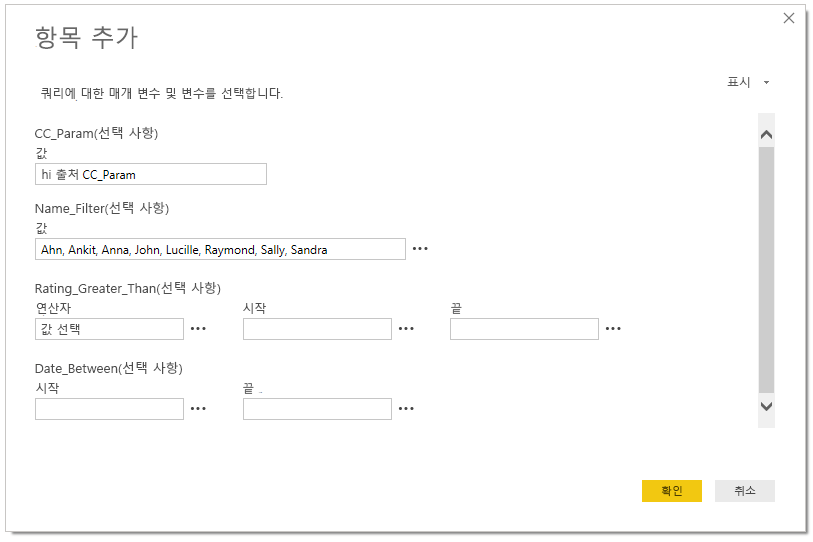 항목 추가
표시
쿼리에 대한 매개 변수 및 변수를 선택합니다.
CC_Param(선택 사항)
값
hi 출처 CC_Param
Name_Filter(선택 사항)
값
Ahn, Ankit, Anna, John, Lucille, Raymond, Sally, Sandra
Rating_Greater_Than(선택 사항)
연산자 시작 끝
값 선택
Date_Between(선택 사항)
시작 끝 ..
확인 취소